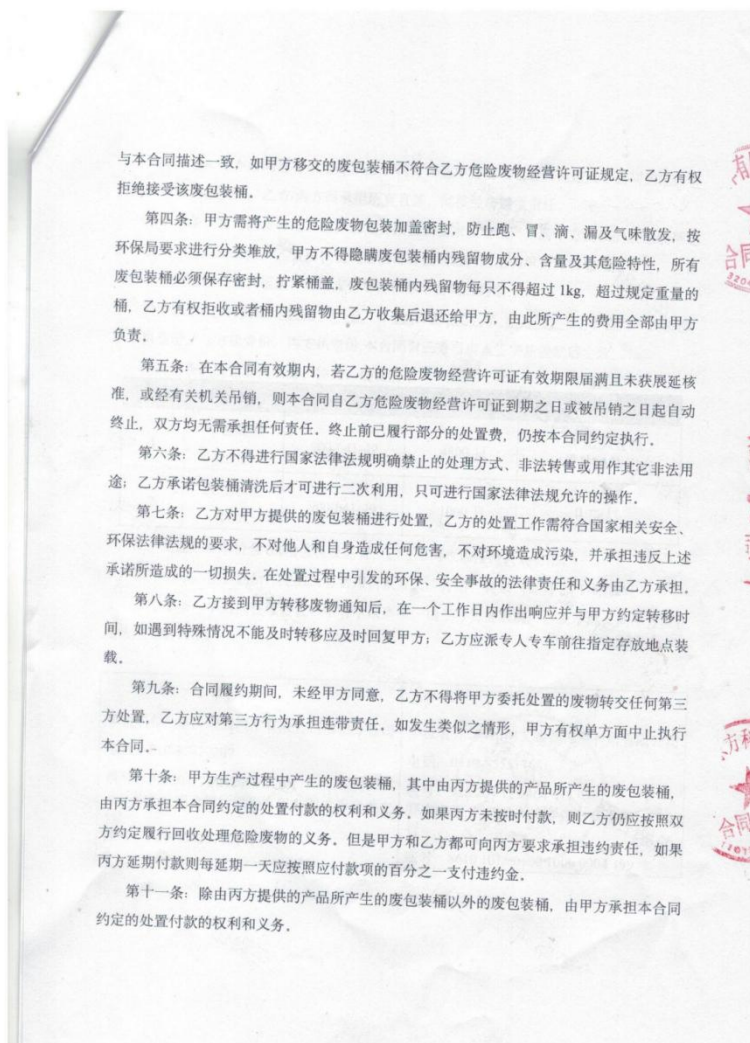 与本合同描述一致，如甲方移交的废包装桶不符合乙方危险废物经营许可证规定，乙方有权
拒绝接受该废包装桶。
第四条：甲方需将产生的危险废物包装加盖密封，防止跑、冒、滴、漏及气味散发，按
环保局要求进行分类堆放，甲方不得隐瞒废包装桶内残留物成分、含量及其危险特性，所有
废包装桶必须保存密封，拧紧桶盖，废包装桶内残留物每只不得超过 1kg，超过规定重量的
桶，乙方有权拒收或者桶内残留物由乙方收集后退还给甲方，由此所产生的费用全部由甲方
负责。
第五条：在本合同有效期内，若乙方的危险废物经营许可证有效期限届满且未获展延核
准，或经有关机关吊销，则本合同自乙方危险废物经营许可证到期之日或被吊销之日起自动
终止，双方均无需承担任何责任。终止前已履行部分的处置费，仍按本合同约定执行。
第六条：乙方不得进行国家法律法规明确禁止的处理方式、非法转售或用作其它非法用
途；乙方承诺包装桶清洗后才可进行二次利用，只可进行国家法律法规允许的操作。
第七条：乙方对甲方提供的废包装桶进行处置，乙方的处置工作需符合国家相关安全、
环保法律法规的要求，不对他人和自身造成任何危害，不对环境造成污染，并承担违反上述
承诺所造成的一切损失。在处置过程中引发的环保、安全事故的法律责任和义务由乙方承担。
第八条：乙方接到甲方转移废物通知后，在一个工作日内作出响应并与甲方约定转移时
间，如遇到特殊情况不能及时转移应及时回复甲方；乙方应派专人专车前往指定存放地点装
载。
第九条：合同履约期间，未经甲方同意，乙方不得将甲方委托处置的废物转交任何第三
方处置，乙方应对第三方行为承担连带责任。如发生类似之情形，甲方有权单方面中止执行
本合同。
第十条：甲方生产过程中产生的废包装桶，其中由丙方提供的产品所产生的废包装桶，
由丙方承担本合同约定的处置付款的权利和义务。如果丙方未按时付款，则乙方仍应按照双
方约定履行回收处理危险废物的义务。但是甲方和乙方都可向丙方要求承担违约责任，如果
丙方延期付款则每延期一天应按照应付款项的百分之一支付违约金。
第十一条：除由丙方提供的产品所产生的废包装桶以外的废包装桶，由甲方承担本合同
约定的处置付款的权利和义务。
合同
合同